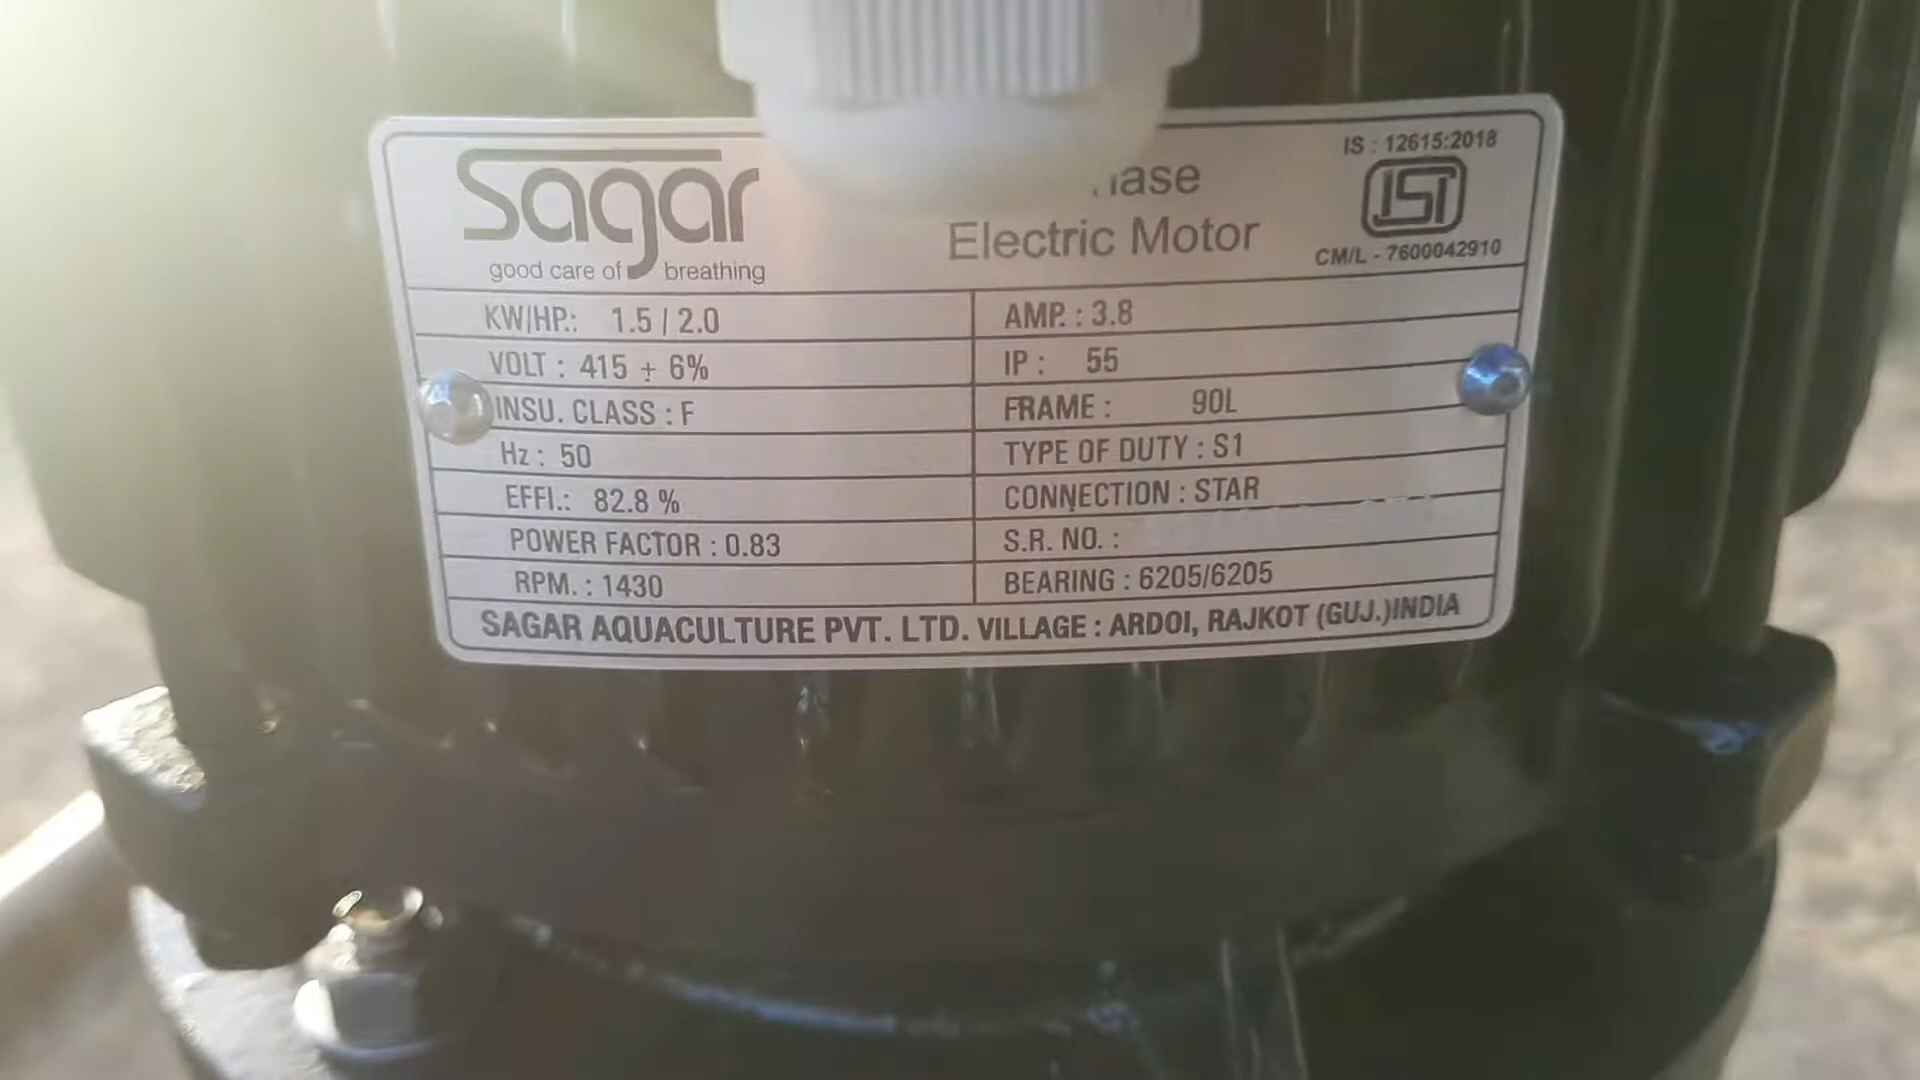 IS : 12615:2018
Sagar
good care of breathing
Electric Motor
ISI
CM/L - 7600042910
KW/HP.: 1.5 / 2.0
AMP. : 3.8
VOLT : 415 ± 6%
IP : 55
INSU. CLASS : F
FRAME : 90L
Hz : 50
TYPE OF DUTY : S1
EFFI.: 82.8 %
CONNECTION : STAR
POWER FACTOR : 0.83
S.R. NO. :
RPM. : 1430
BEARING : 6205/6205
SAGAR AQUACULTURE PVT. LTD. VILLAGE : ARDOI, RAJKOT (GUJ.)INDIA